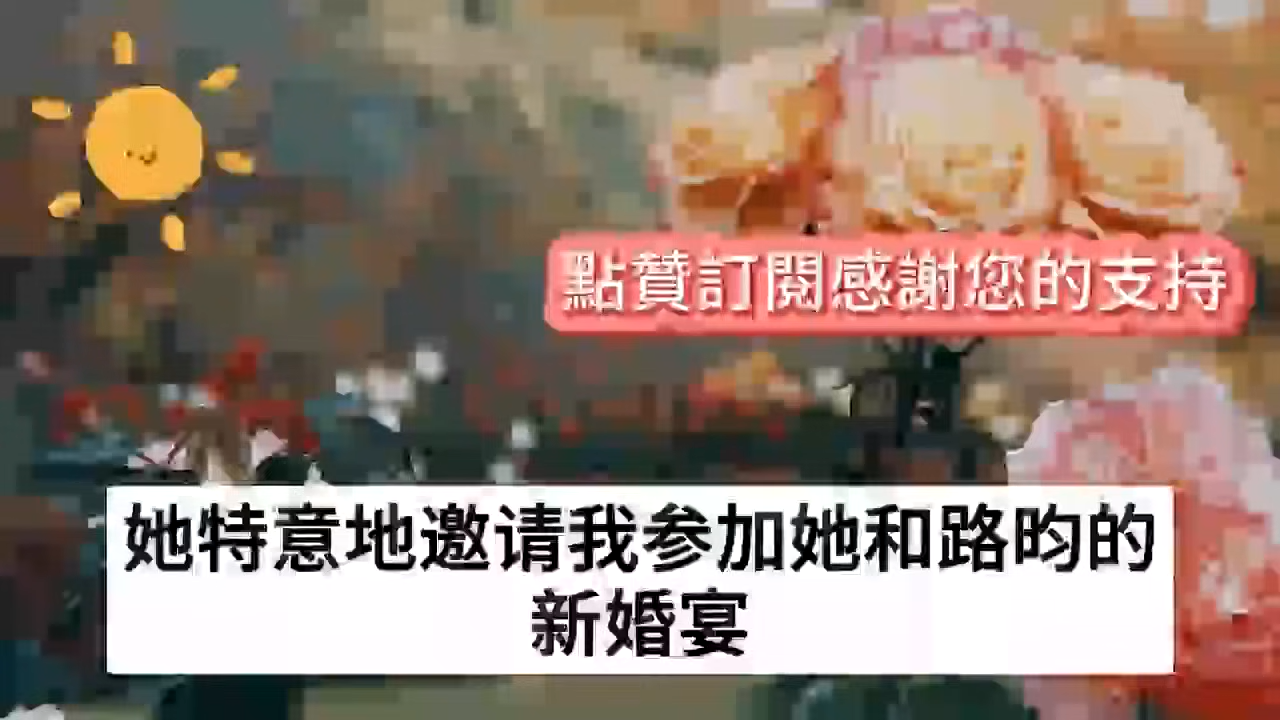 點贊訂閱感謝您的支持
她特意地邀请我参加她和路昀的
新婚宴